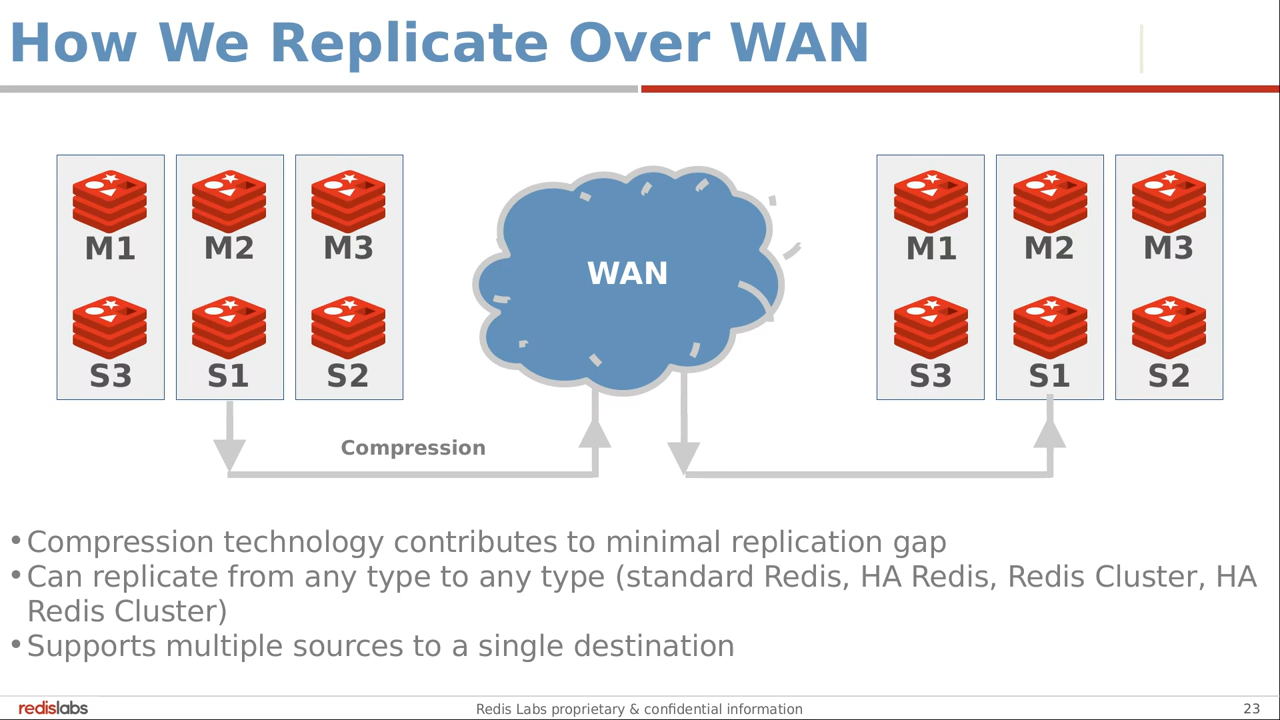 How We Replicate Over WAN
M1 M2 M3
S3 S1 S2
WAN
M1 M2 M3
S3 S1 S2
Compression
•Compression technology contributes to minimal replication gap
•Can replicate from any type to any type (standard Redis, HA Redis, Redis Cluster, HA
Redis Cluster)
•Supports multiple sources to a single destination
redislabs
Redis Labs proprietary & confidential information
23